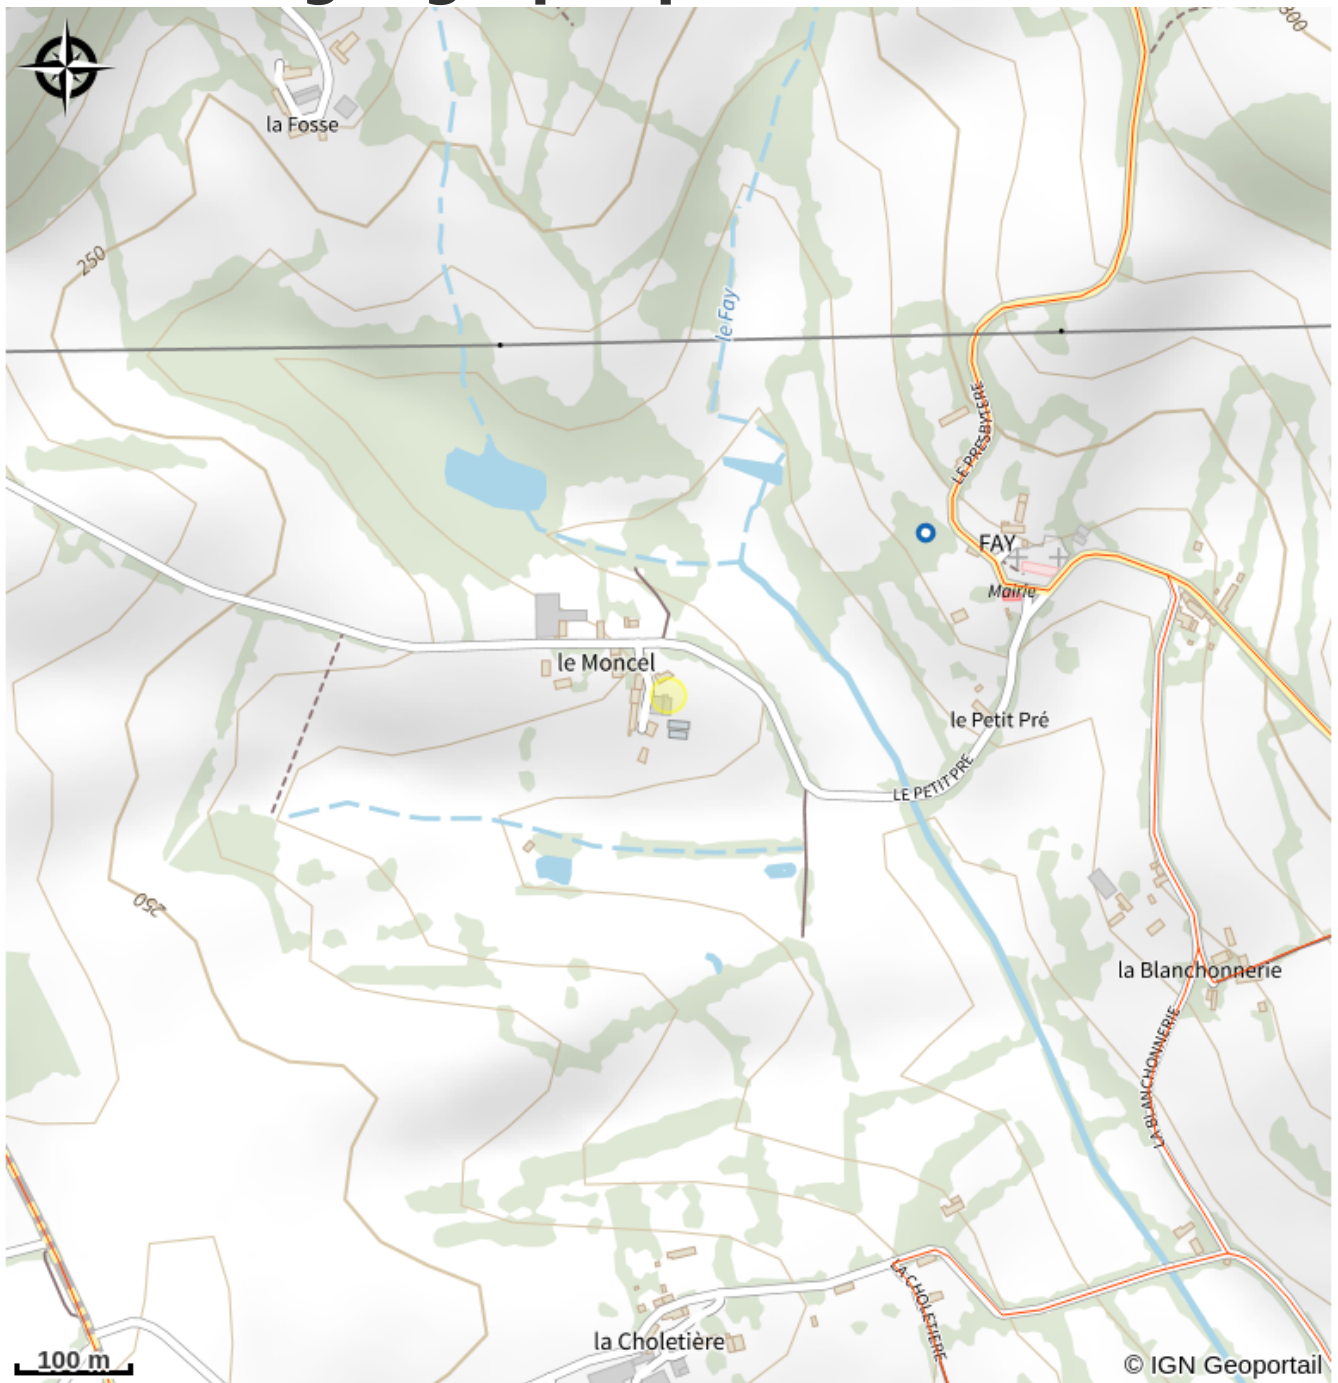 300
la Fosse
250
le Fay
LE PRESBYTERE
FAY
Mairie
le Moncel
le Petit Pré
LE PETIT PRE
250
la Blanchonnerie
LA BLANCHONNERIE
LA CHOLETIERE
la Choletière
100 m
© IGN Geoportail